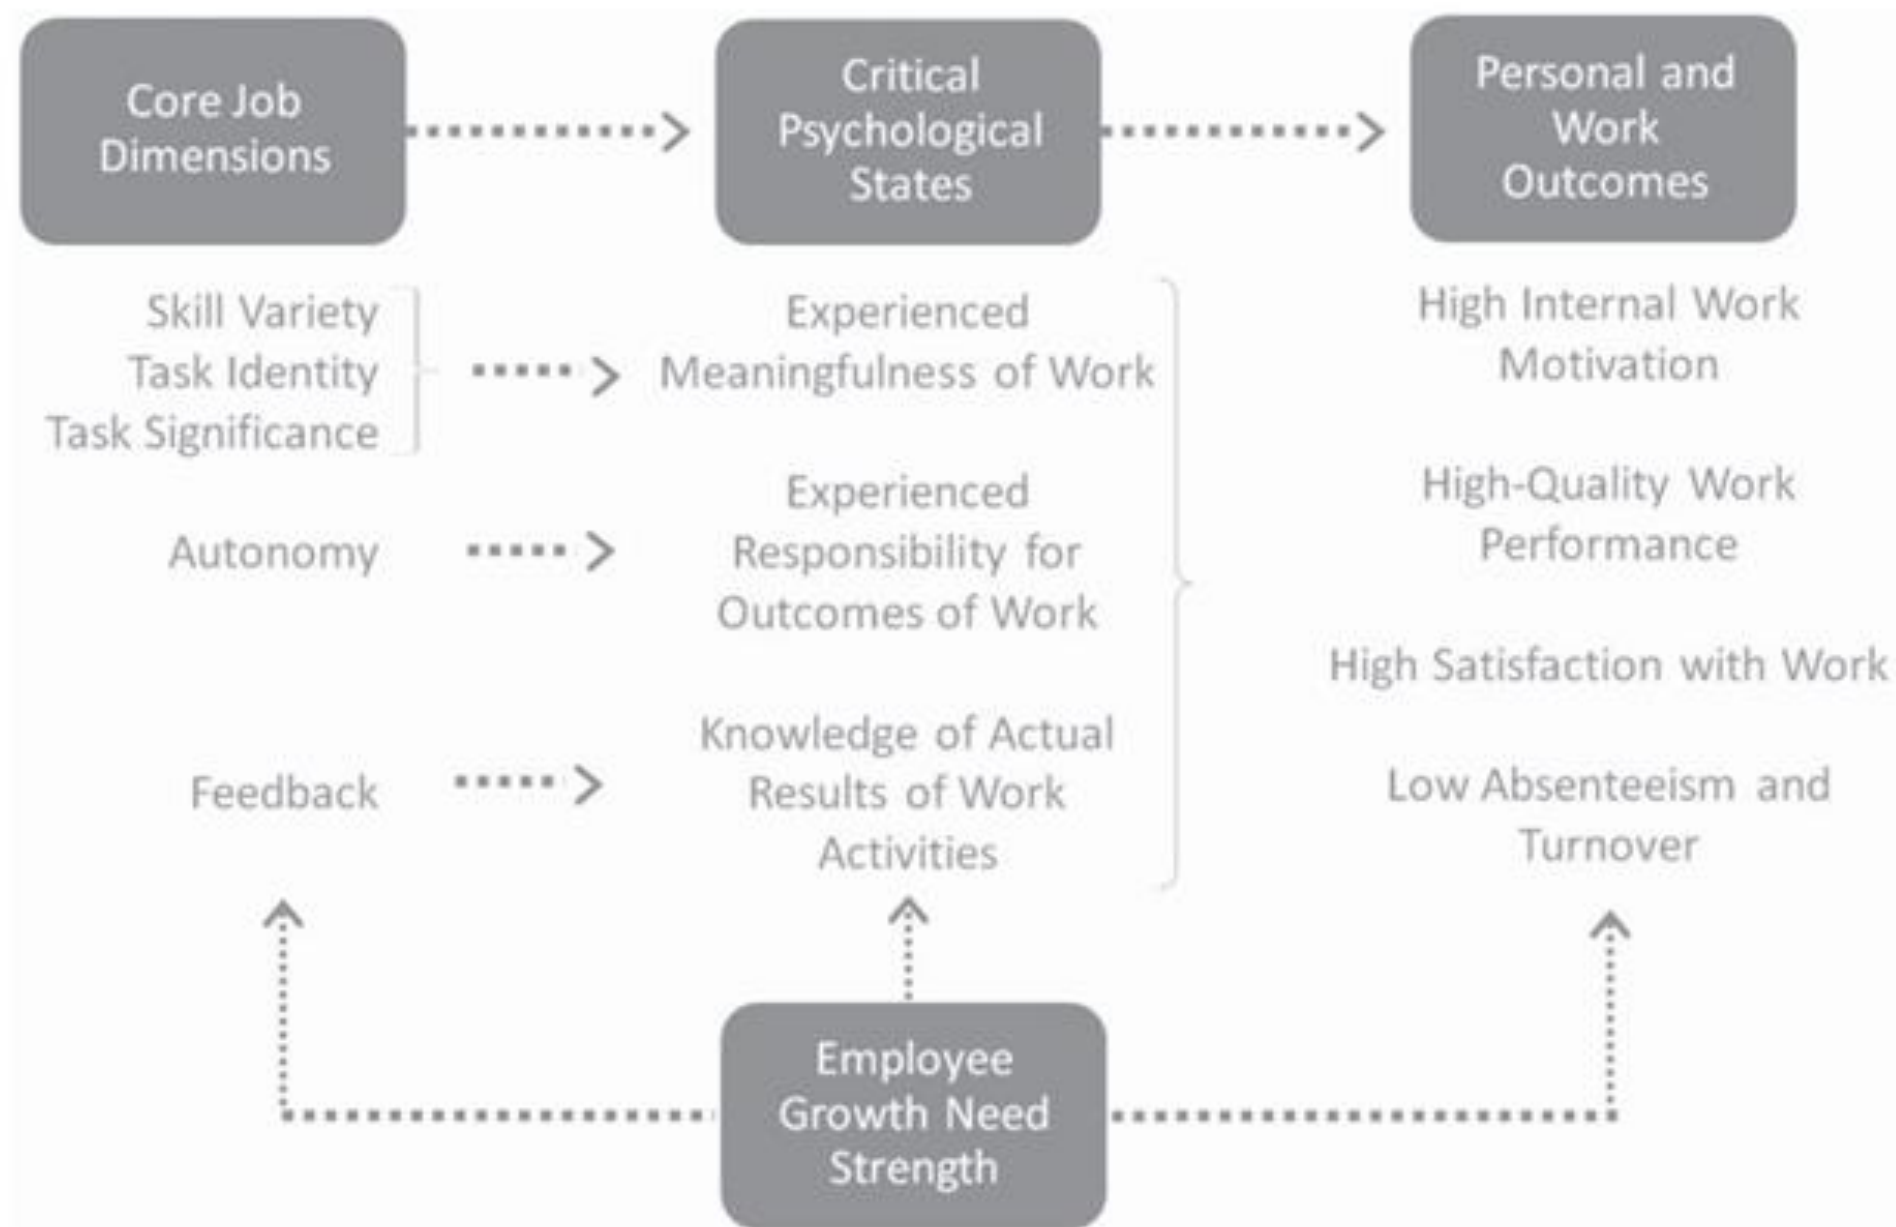 Core Job
Dimensions
Critical
Psychological
States
Personal and
Work
Outcomes
Skill Variety
Task Identity
Task Significance
Experienced
Meaningfulness of Work
High Internal Work
Motivation
Autonomy
Experienced
Responsibility for
Outcomes of Work
High-Quality Work
Performance
High Satisfaction with Work
Feedback
Knowledge of Actual
Results of Work
Activities
Low Absenteeism and
Turnover
Employee
Growth Need
Strength